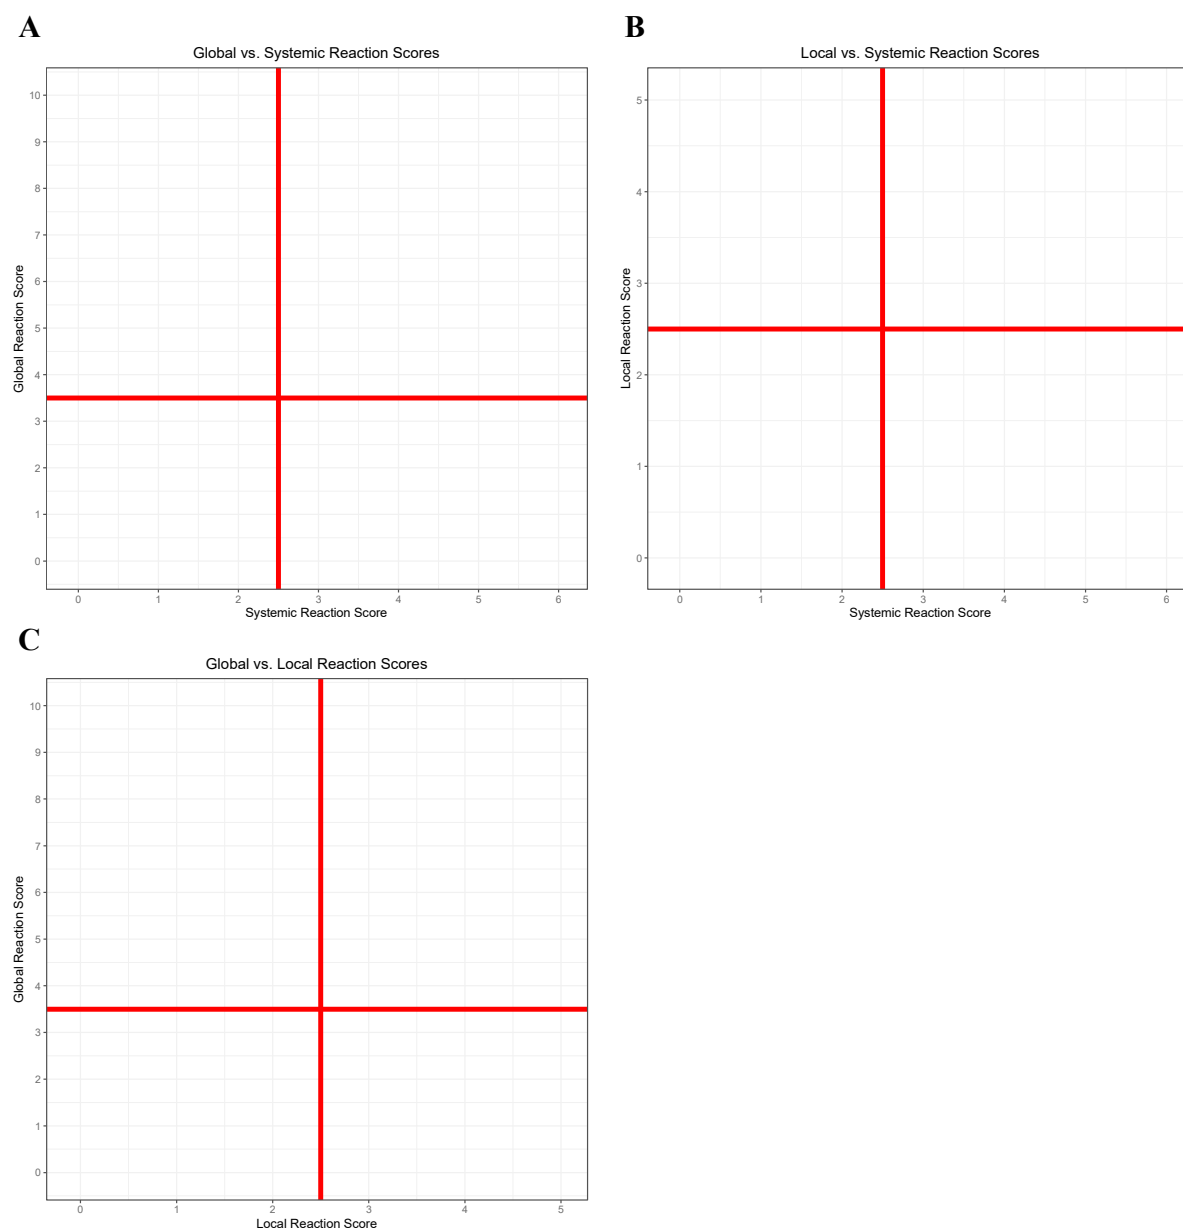 A
Global vs. Systemic Reaction Scores
Global Reaction Score
10
9
8
7
6
5
4
3
2
1
0
0 1 2 3 4 5 6
Systemic Reaction Score
B
Local vs. Systemic Reaction Scores
Local Reaction Score
5
4
3
2
1
0
0 1 2 3 4 5 6
Systemic Reaction Score
C
Global vs. Local Reaction Scores
Global Reaction Score
10
9
8
7
6
5
4
3
2
1
0
0 1 2 3 4 5
Local Reaction Score